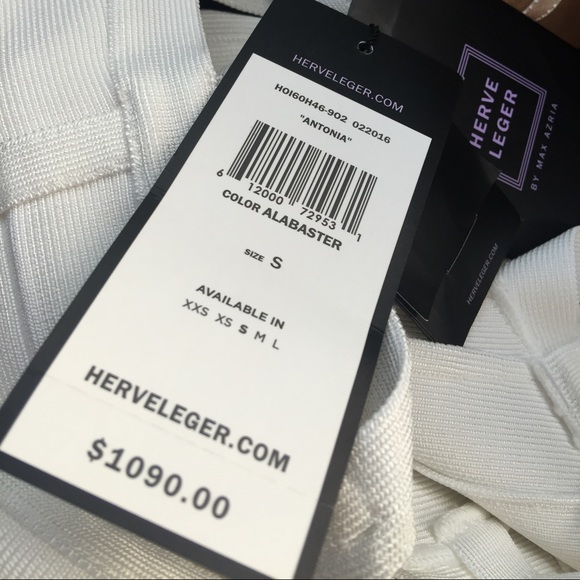 HERVELEGER.COM
HOI60H46-902 022016
"ANTONIA"
6 12000 72953 1
COLOR ALABASTER
SIZE S
AVAILABLE IN
XXS XS S M L
HERVELEGER.COM
$1090.00
HERVE
LEGER
BY MAX AZRIA
HERVELEGER.COM